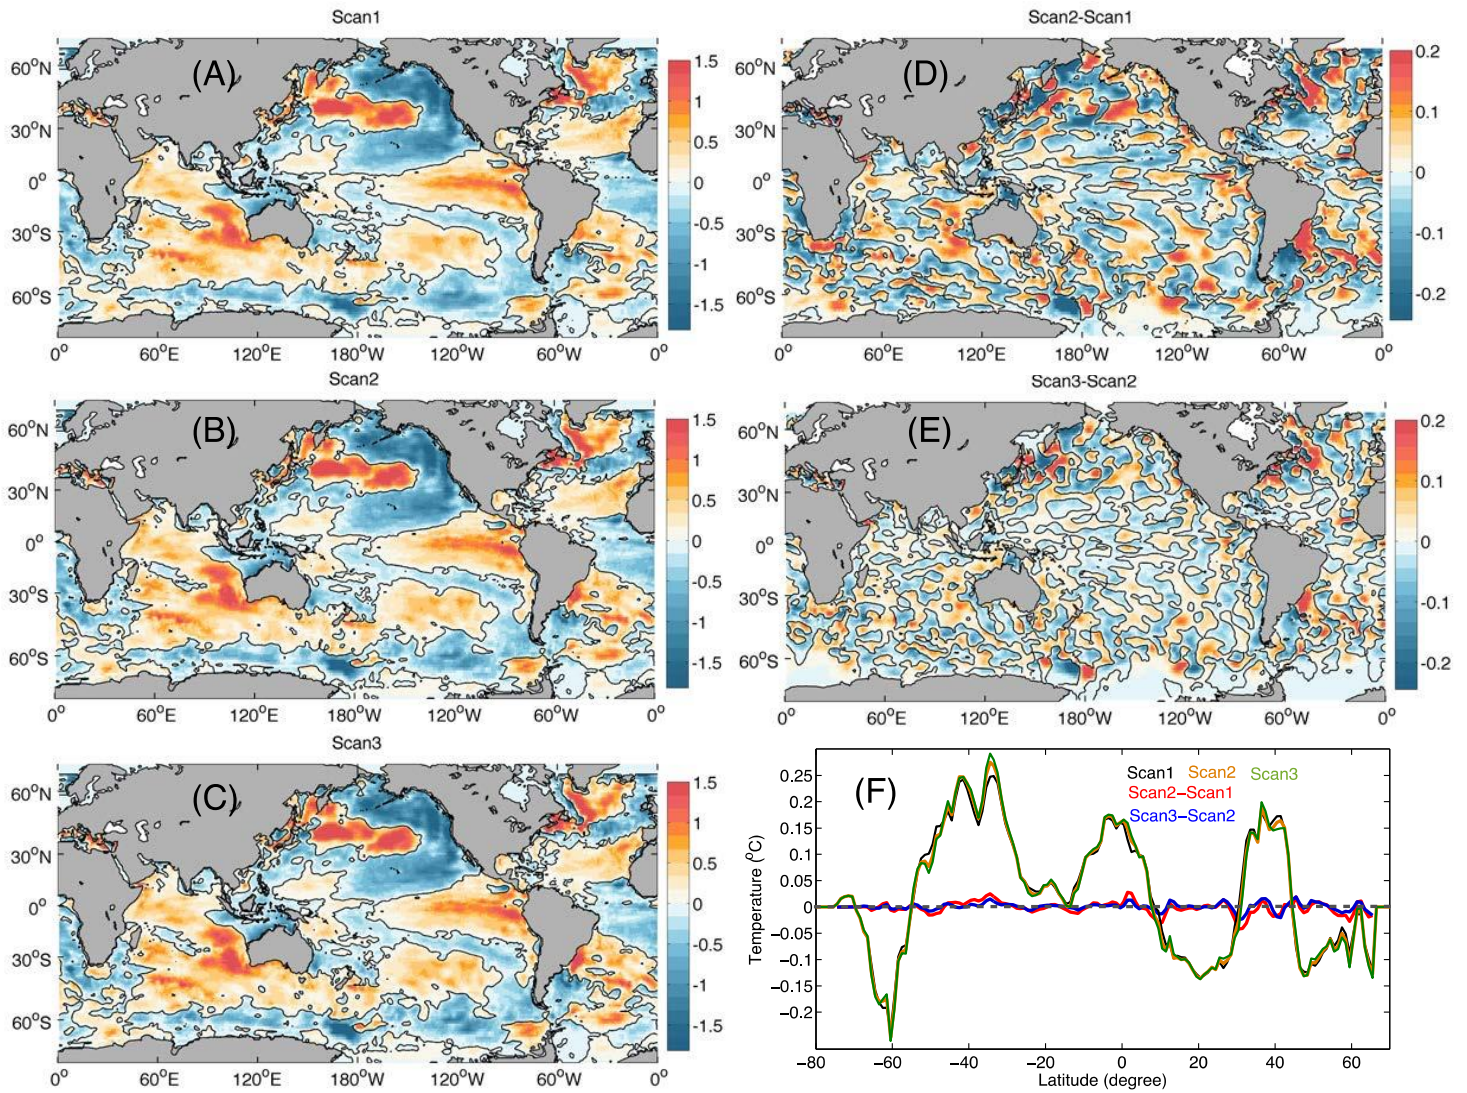 Scan1
(A)
60°N
30°N
0°
30°S
60°S
0° 60°E 120°E 180°W 120°W 60°W 0°
1.5
1
0.5
0
-0.5
-1
-1.5
Scan2-Scan1
(D)
60°N
30°N
0°
30°S
60°S
0° 60°E 120°E 180°W 120°W 60°W 0°
0.2
0.1
0
-0.1
-0.2
Scan2
(B)
60°N
30°N
0°
30°S
60°S
0° 60°E 120°E 180°W 120°W 60°W 0°
1.5
1
0.5
0
-0.5
-1
-1.5
Scan3-Scan2
(E)
60°N
30°N
0°
30°S
60°S
0° 60°E 120°E 180°W 120°W 60°W 0°
0.2
0.1
0
-0.1
-0.2
Scan3
(C)
60°N
30°N
0°
30°S
60°S
0° 60°E 120°E 180°W 120°W 60°W 0°
1.5
1
0.5
0
-0.5
-1
-1.5
(F)
Scan1 Scan2 Scan3
Scan2−Scan1
Scan3−Scan2
Temperature (°C)
0.25
0.2
0.15
0.1
0.05
0
−0.05
−0.1
−0.15
−0.2
−80 −60 −40 −20 0 20 40 60
Latitude (degree)